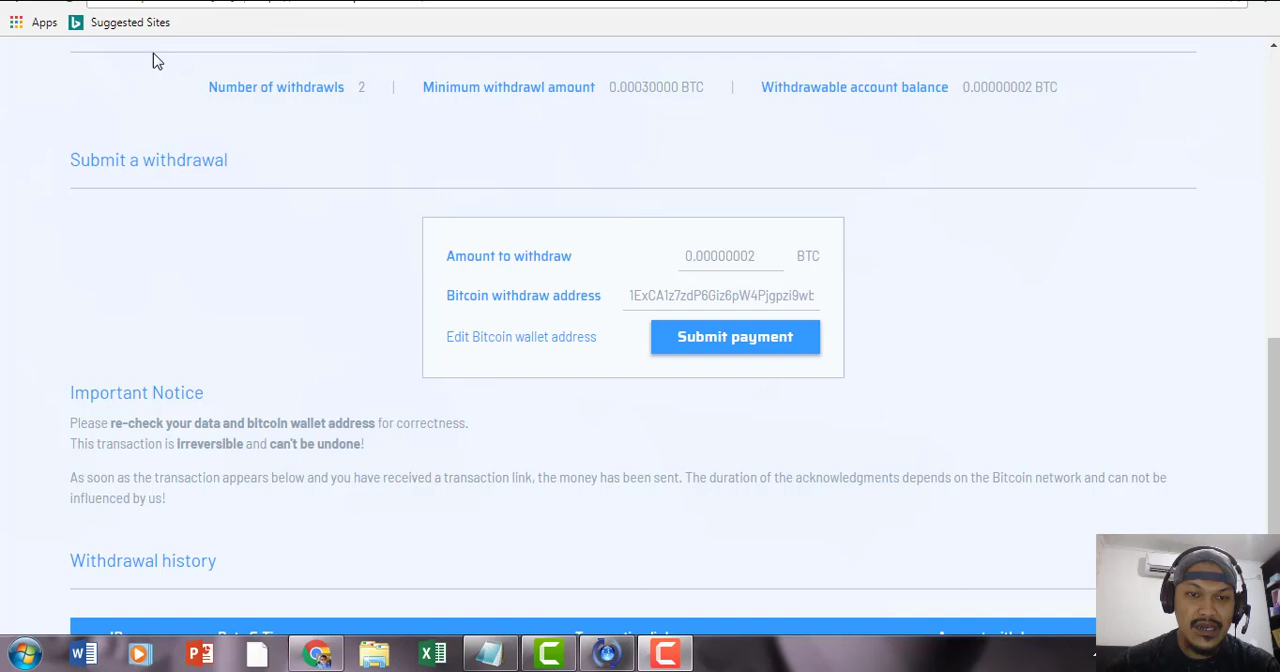 Apps Suggested Sites
Number of withdrawls 2 | Minimum withdrawl amount 0.00030000 BTC | Withdrawable account balance 0.00000002 BTC
Submit a withdrawal
Amount to withdraw 0.00000002 BTC
Bitcoin withdraw address 1ExCA1z7zdP6Giz6pW4Pjgpzi9wb
Edit Bitcoin wallet address Submit payment
Important Notice
Please re-check your data and bitcoin wallet address for correctness.
This transaction is irreversible and can't be undone!
As soon as the transaction appears below and you have received a transaction link, the money has been sent. The duration of the acknowledgments depends on the Bitcoin network and can not be
influenced by us!
Withdrawal history